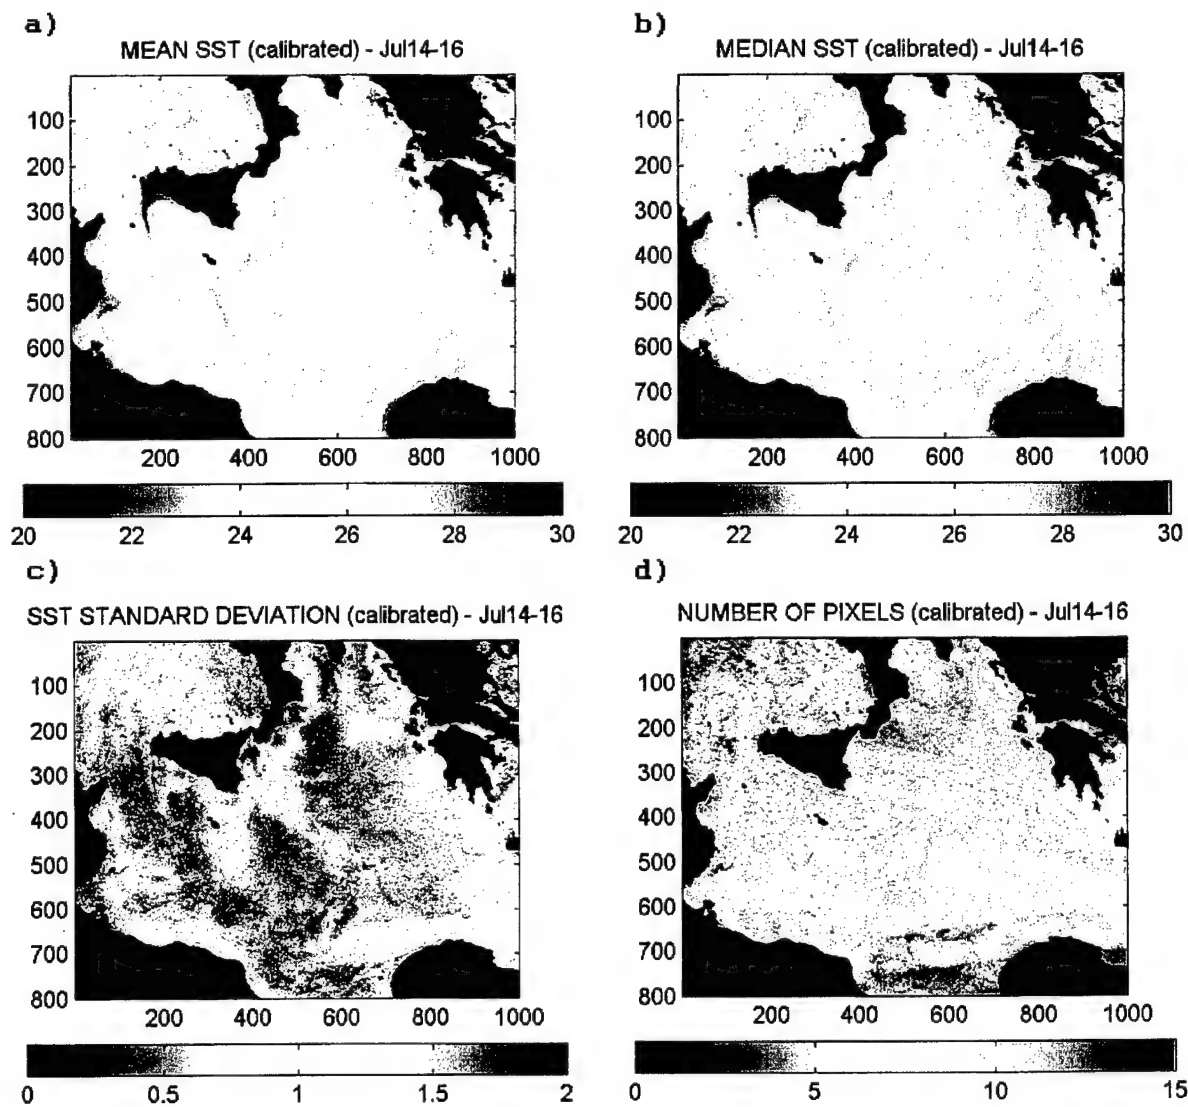 a)
MEAN SST (calibrated) - Jul14-16
100
200
300
400
500
600
700
800
200 400 600 800 1000
20 22 24 26 28 30
b)
MEDIAN SST (calibrated) - Jul14-16
100
200
300
400
500
600
700
800
200 400 600 800 1000
20 22 24 26 28 30
c)
SST STANDARD DEVIATION (calibrated) - Jul14-16
100
200
300
400
500
600
700
800
200 400 600 800 1000
0 0.5 1 1.5 2
d)
NUMBER OF PIXELS (calibrated) - Jul14-16
100
200
300
400
500
600
700
800
200 400 600 800 1000
0 5 10 15